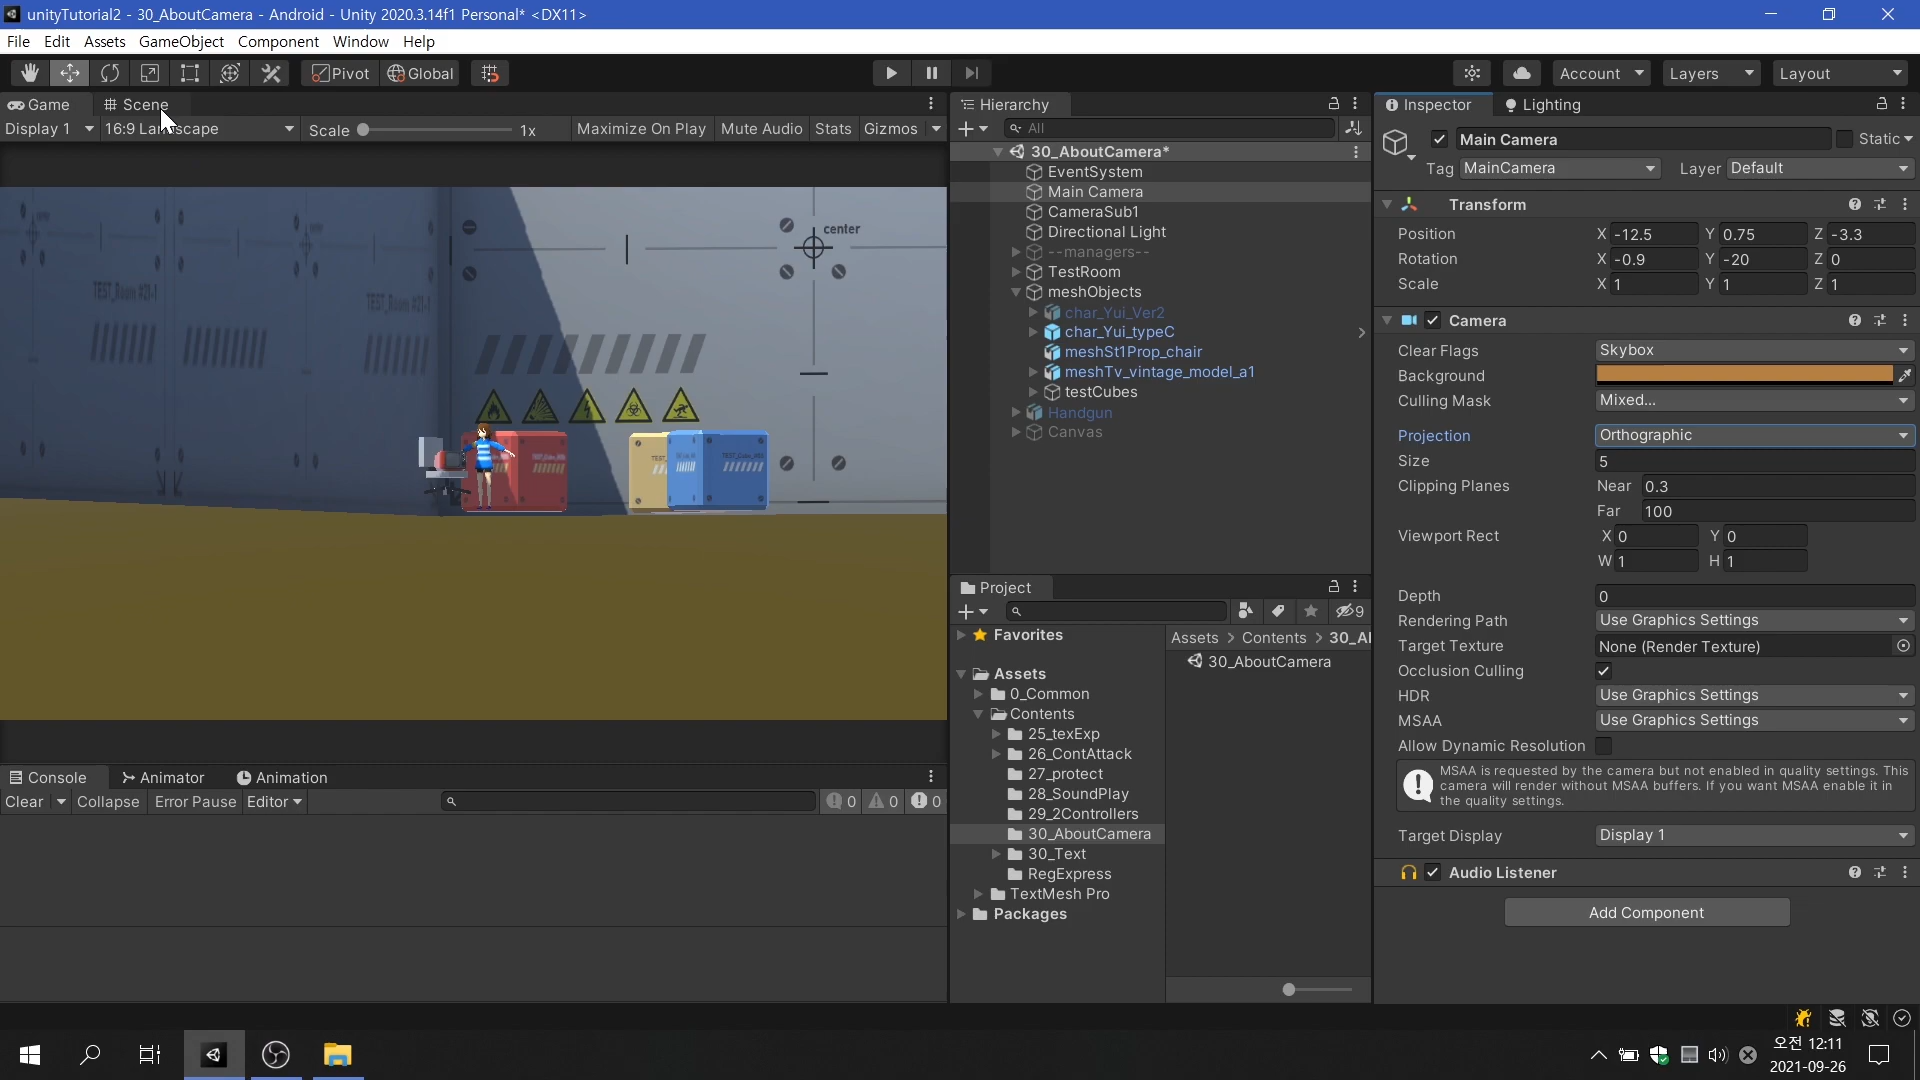 unityTutorial2 - 30_AboutCamera - Android - Unity 2020.3.14f1 Personal* <DX11>
File Edit Assets GameObject Component Window Help
Pivot Global Account Layers Layout
Game Scene
Display 1 16:9 Landscape Scale 1x Maximize On Play Mute Audio Stats Gizmos
center
TEST_Room #21-1
TEST_Room #21-1
Console Animator Animation
Clear Collapse Error Pause Editor 0 0 0
Hierarchy
All
30_AboutCamera*
EventSystem
Main Camera
CameraSub1
Directional Light
--managers--
TestRoom
meshObjects
char_Yui_Ver2
char_Yui_typeC
meshSt1Prop_chair
meshTv_vintage_model_a1
testCubes
Handgun
Canvas
Project
9
Favorites
Assets
0_Common
Contents
25_texExp
26_ContAttack
27_protect
28_SoundPlay
29_2Controllers
30_AboutCamera
30_Text
RegExpress
TextMesh Pro
Packages
Assets > Contents > 30_Al
30_AboutCamera
Inspector Lighting
Main Camera Static
Tag MainCamera Layer Default
Transform
Position X -12.5 Y 0.75 Z -3.3
Rotation X -0.9 Y -20 Z 0
Scale X 1 Y 1 Z 1
Camera
Clear Flags Skybox
Background
Culling Mask Mixed...
Projection Orthographic
Size 5
Clipping Planes Near 0.3
Far 100
Viewport Rect X 0 Y 0
W 1 H 1
Depth 0
Rendering Path Use Graphics Settings
Target Texture None (Render Texture)
Occlusion Culling
HDR Use Graphics Settings
MSAA Use Graphics Settings
Allow Dynamic Resolution
MSAA is requested by the camera but not enabled in quality settings. This
camera will render without MSAA buffers. If you want MSAA enable it in
the quality settings.
Target Display Display 1
Audio Listener
Add Component
오전 12:11
2021-09-26